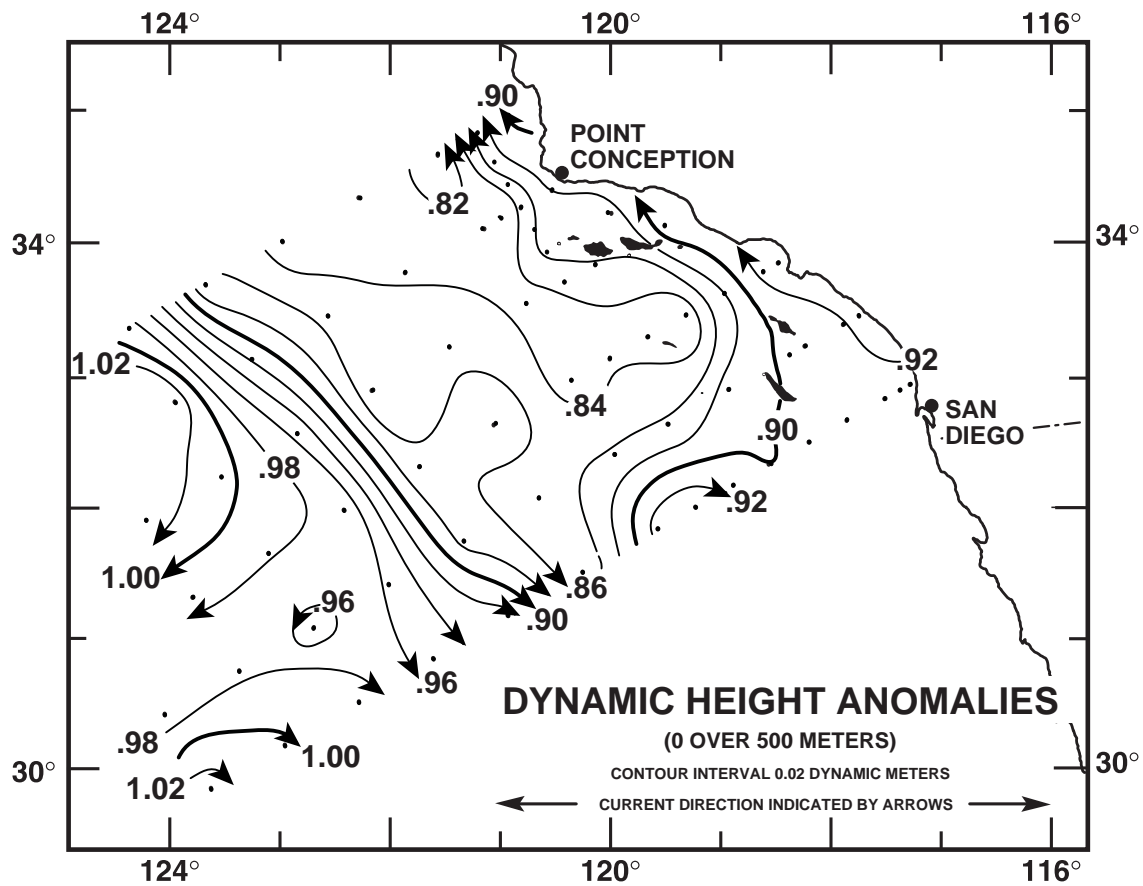 124° 120° 116°
.90
POINT
CONCEPTION
.82
34° 34°
1.02
.92
.84
SAN
DIEGO
.90
.98
.92
1.00
.86
.96
.90
.96
DYNAMIC HEIGHT ANOMALIES
.98
(0 OVER 500 METERS)
1.00
30° 30°
1.02
CONTOUR INTERVAL 0.02 DYNAMIC METERS
CURRENT DIRECTION INDICATED BY ARROWS
124° 120° 116°